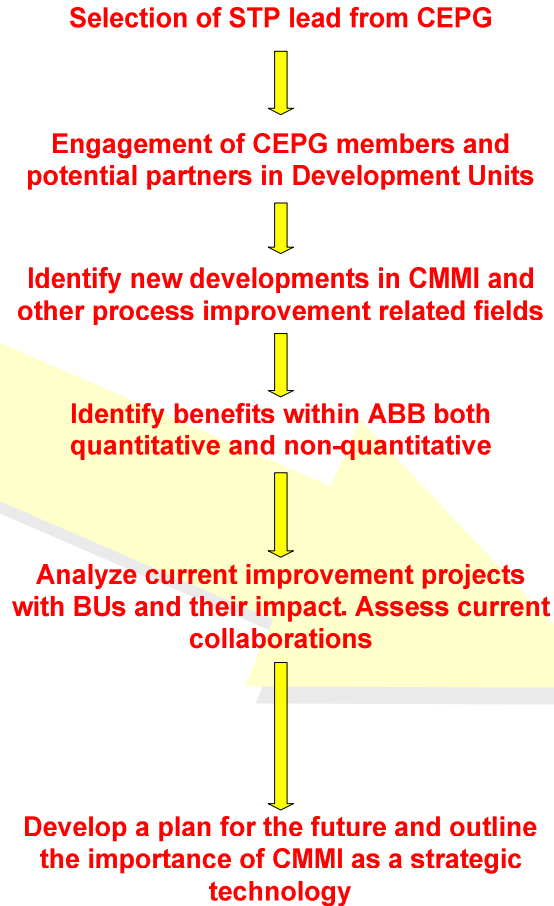 Selection of STP lead from CEPG
Engagement of CEPG members and
potential partners in Development Units
Identify new developments in CMMI and
other process improvement related fields
Identify benefits within ABB both
quantitative and non-quantitative
Analyze current improvement projects
with BUs and their impact. Assess current
collaborations
Develop a plan for the future and outline
the importance of CMMI as a strategic
technology